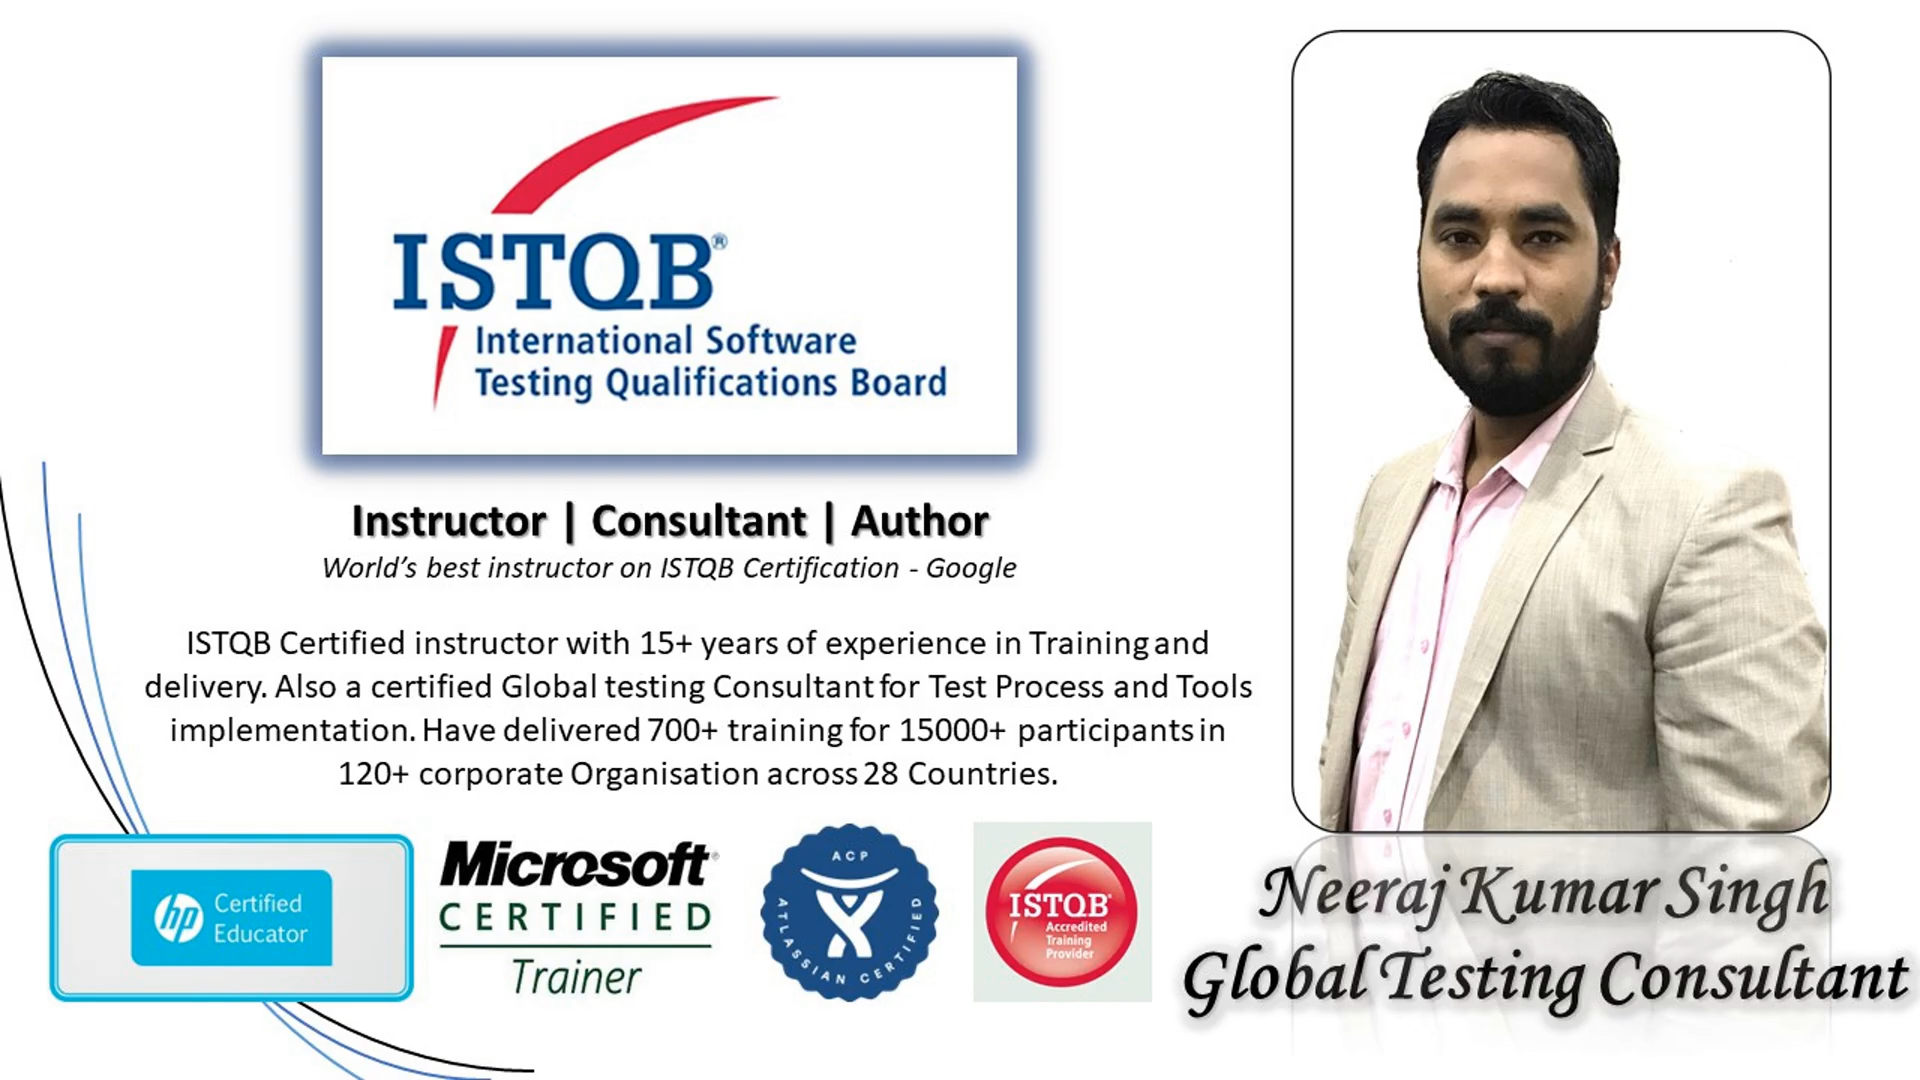 ISTQB®
International Software
Testing Qualifications Board
Instructor | Consultant | Author
World's best instructor on ISTQB Certification - Google
ISTQB Certified instructor with 15+ years of experience in Training and
delivery. Also a certified Global testing Consultant for Test Process and Tools
implementation. Have delivered 700+ training for 15000+ participants in
120+ corporate Organisation across 28 Countries.
hp
Certified
Educator
Microsoft®
CERTIFIED
Trainer
ACP
ATLASSIAN CERTIFIED
ISTQB®
Accredited
Training
Provider
Neeraj Kumar Singh
Global Testing Consultant